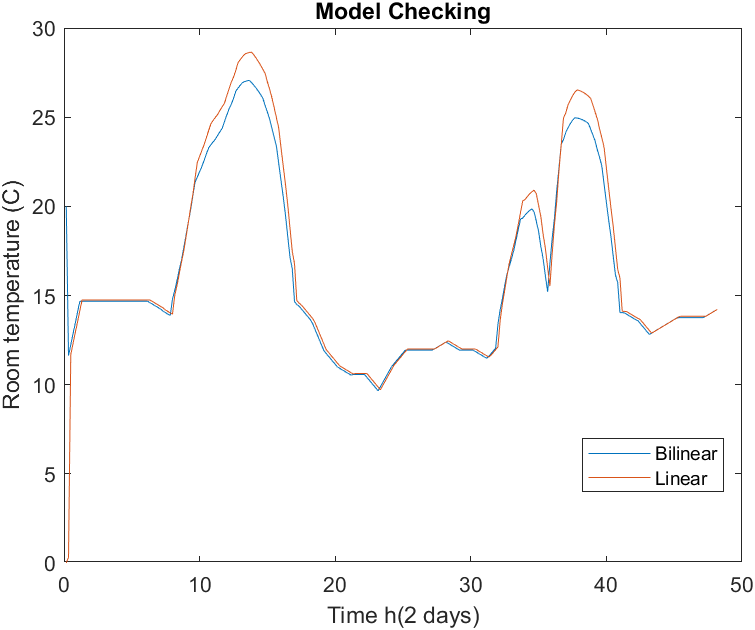 Model Checking
30
25
20
15
10
5
0
0 10 20 30 40 50
Room temperature (C)
Time h(2 days)
Bilinear
Linear